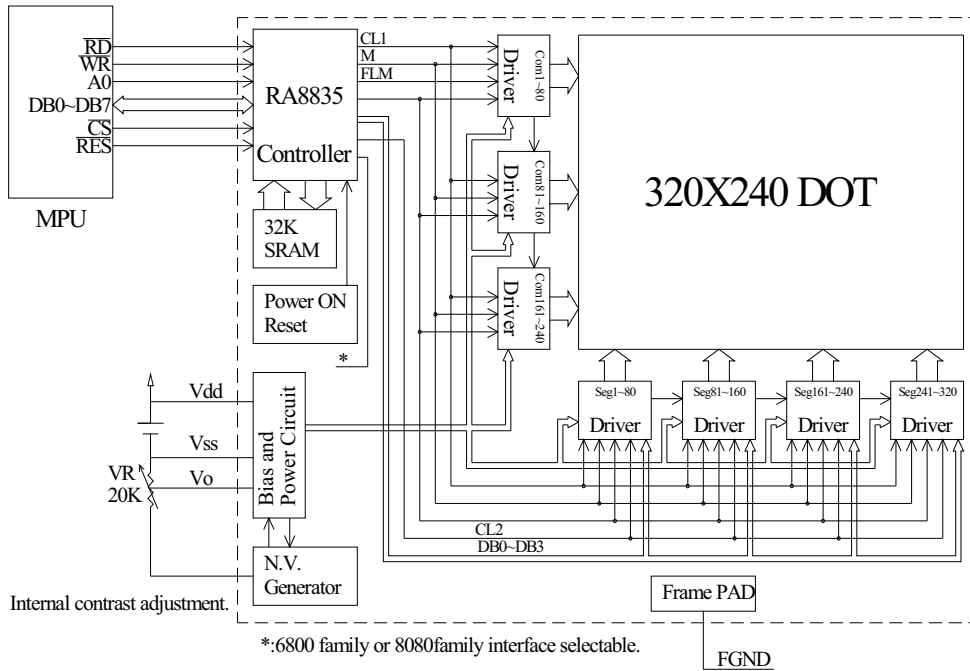 RD
WR
A0
DB0~DB7
CS
RES
MPU
RA8835
Controller
CL1
M
FLM
32K
SRAM
Power ON
Reset
*
Driver
Com1~80
Driver
Com81~160
Driver
Com161~240
320X240 DOT
Seg1~80
Driver
Seg81~160
Driver
Seg161~240
Driver
Seg241~320
Driver
Vdd
Vss
VR
20K
Vo
Bias and
Power Circuit
N.V.
Generator
CL2
DB0~DB3
Internal contrast adjustment.
Frame PAD
FGND
*:6800 family or 8080family interface selectable.